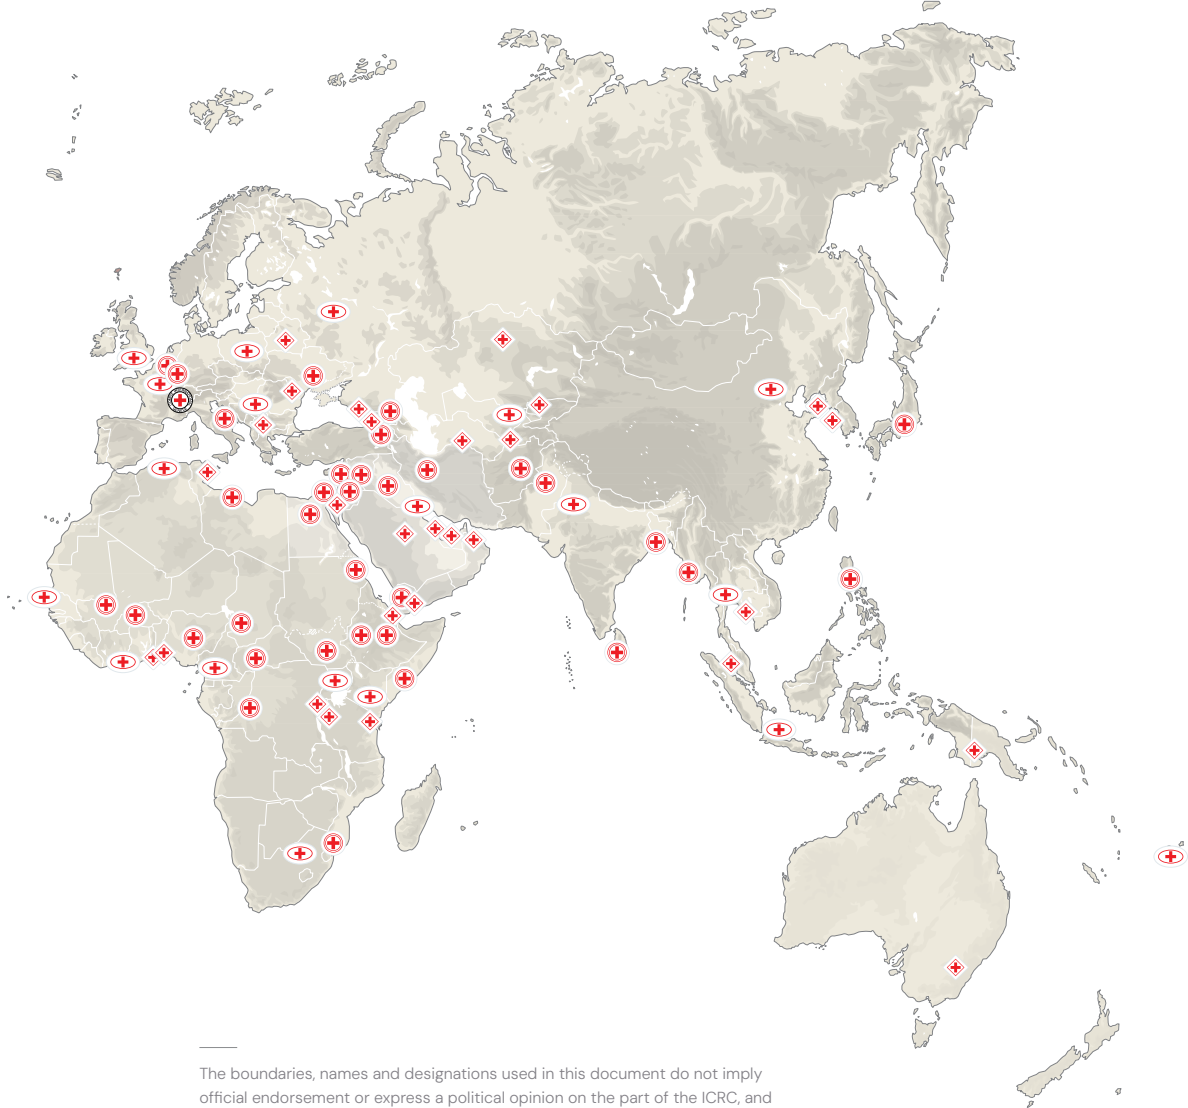 The boundaries, names and designations used in this document do not imply
official endorsement or express a political opinion on the part of the ICRC, and